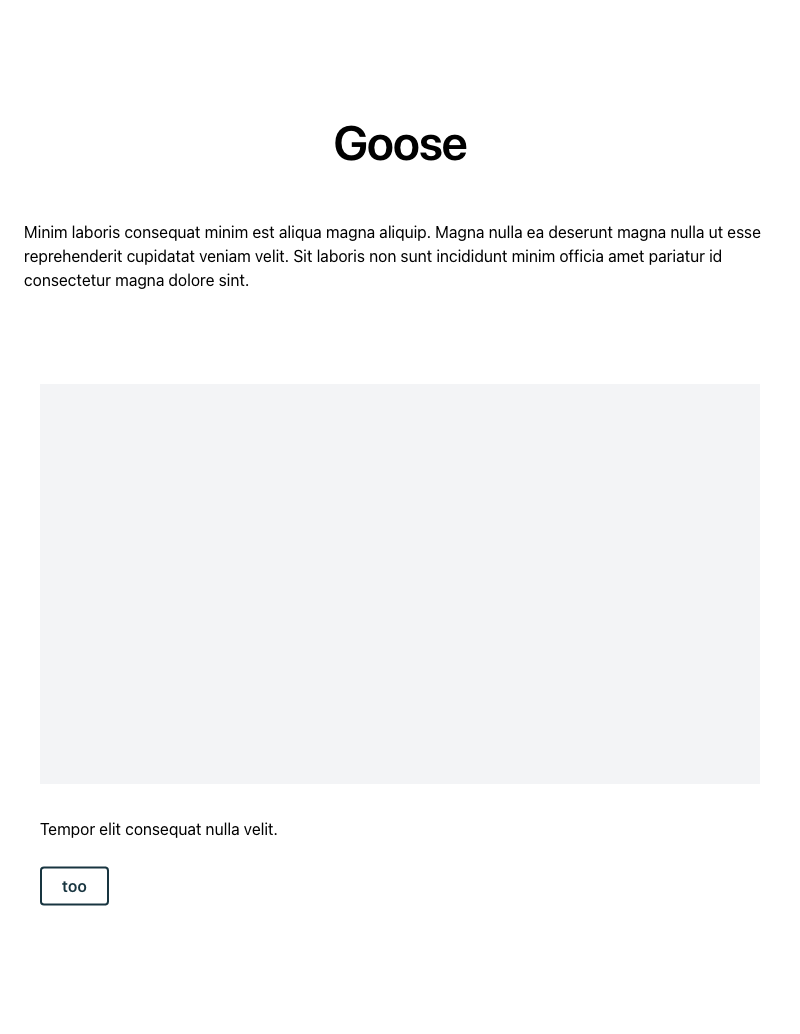 Goose
Minim laboris consequat minim est aliqua magna aliquip. Magna nulla ea deserunt magna nulla ut esse
reprehenderit cupidatat veniam velit. Sit laboris non sunt incididunt minim officia amet pariatur id
consectetur magna dolore sint.
Tempor elit consequat nulla velit.
too